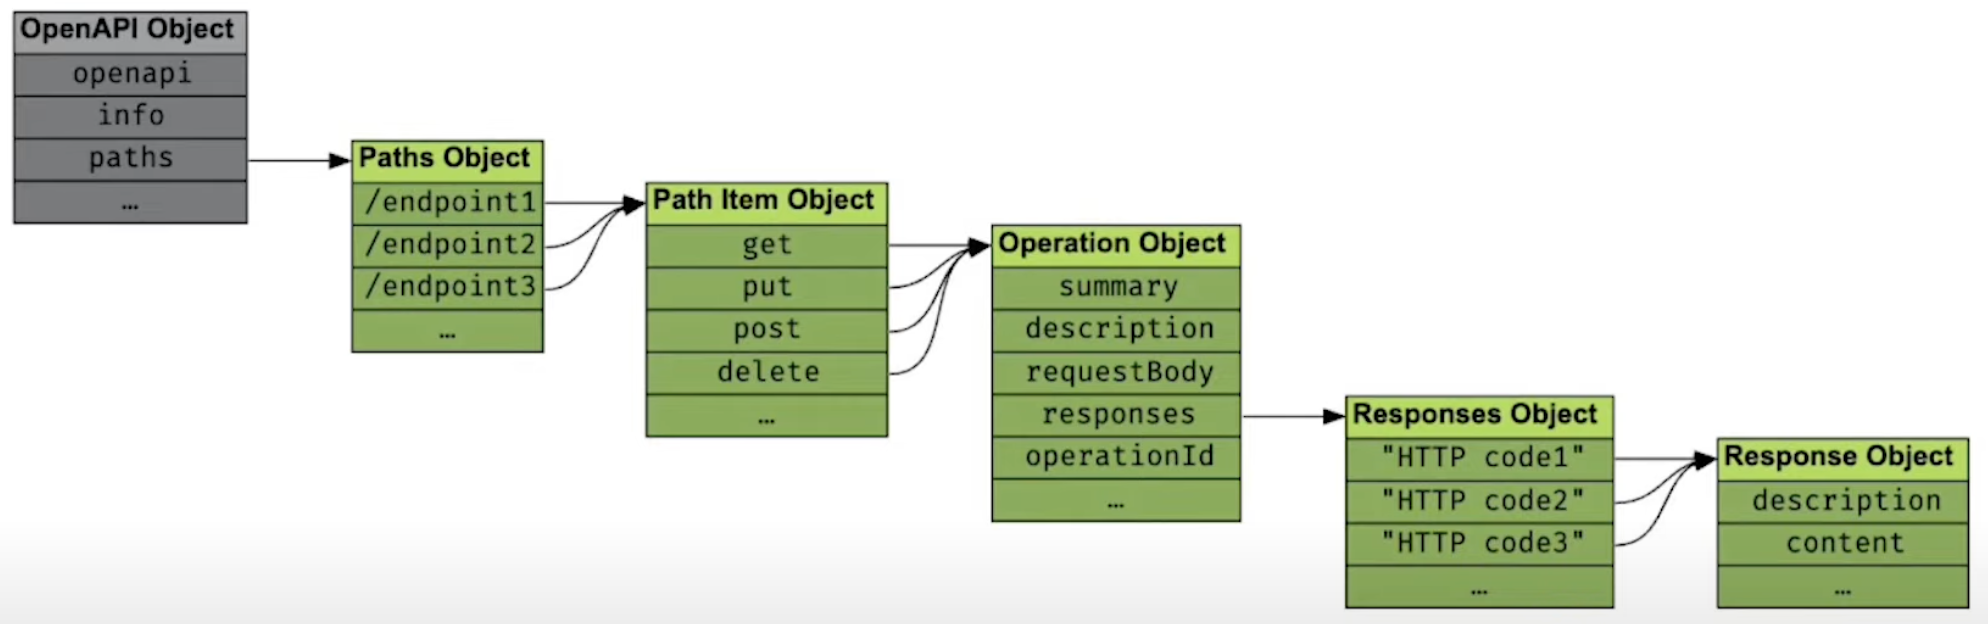 OpenAPI Object
openapi
info
paths
…
Paths Object
/endpoint1
/endpoint2
/endpoint3
…
Path Item Object
get
put
post
delete
…
Operation Object
summary
description
requestBody
responses
operationId
…
Responses Object
"HTTP code1"
"HTTP code2"
"HTTP code3"
…
Response Object
description
content
…